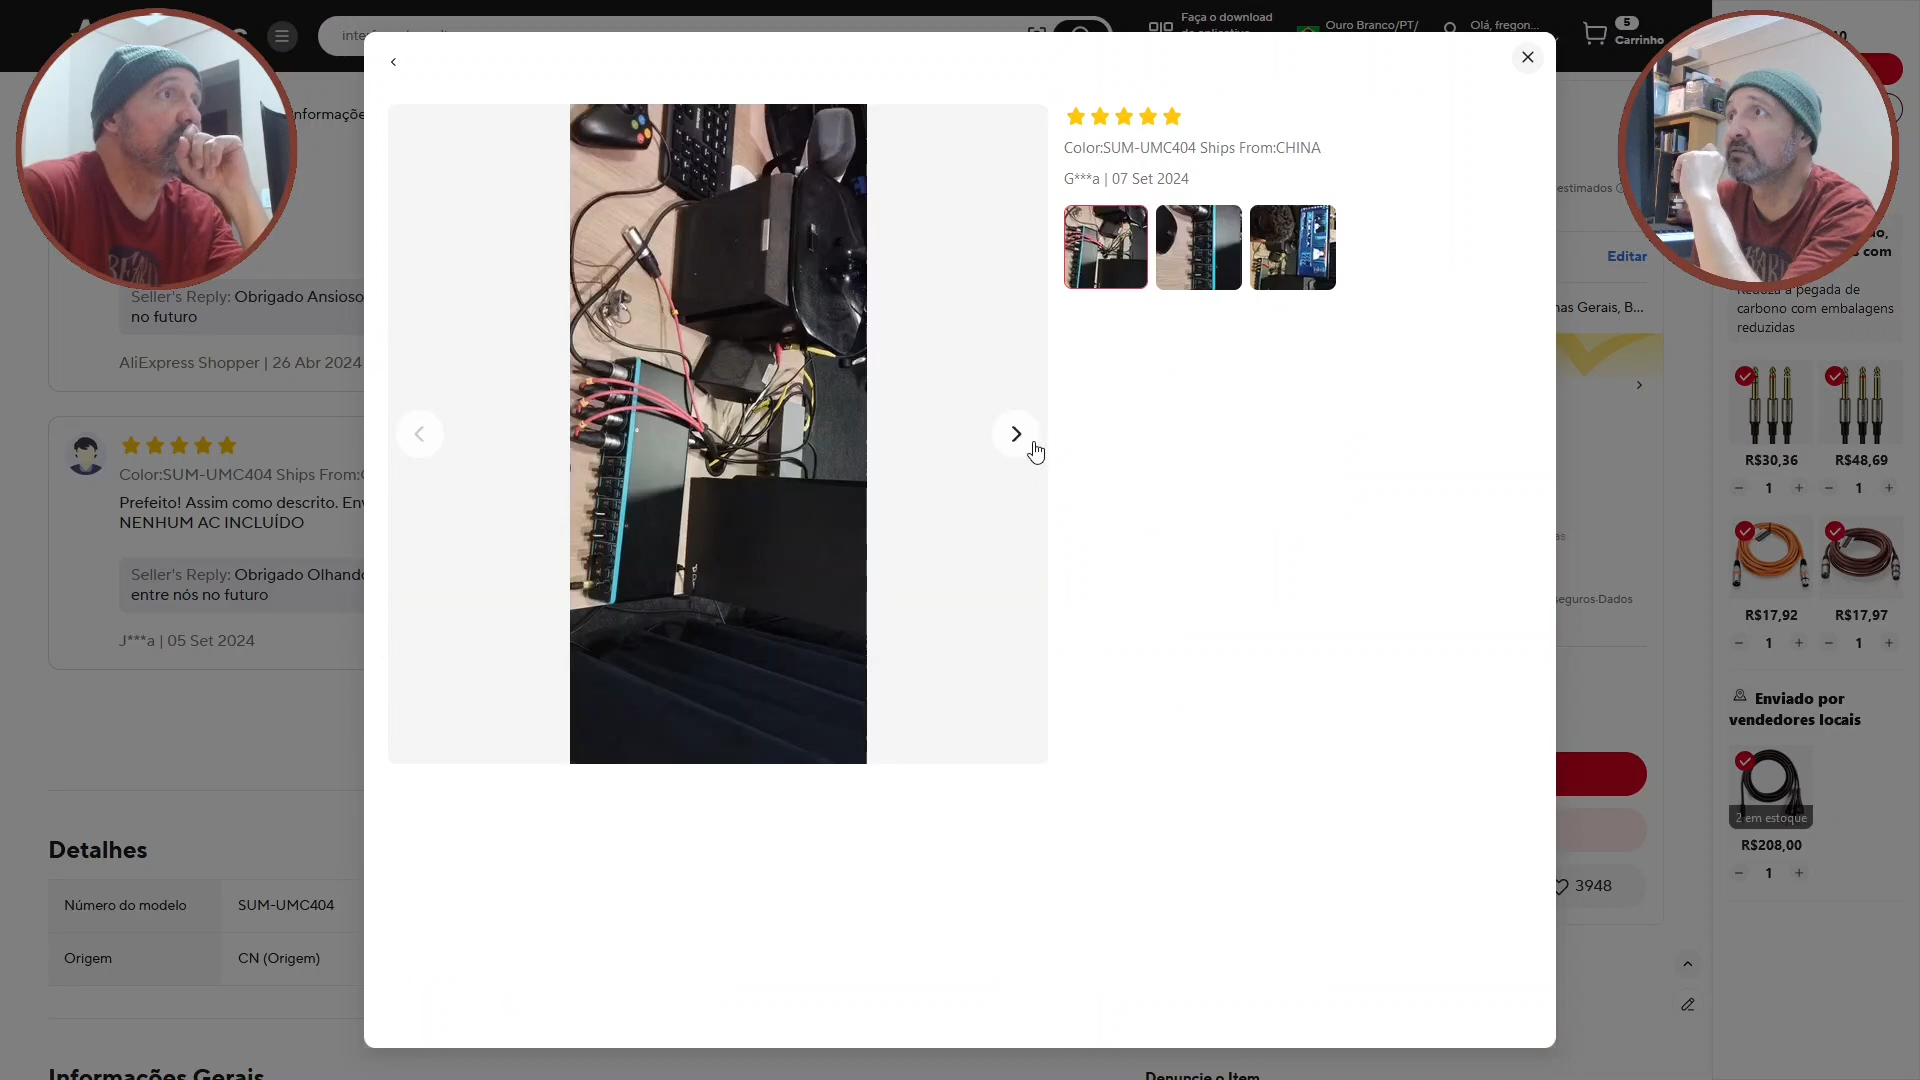 Faça o download
Ouro Branco/PT/
Olá, fregon...
5
Carrinho
Color:SUM-UMC404 Ships From:CHINA
G***a | 07 Set 2024
estimados
Editar
com
Reduza a pegada de
carbono com embalagens
reduzidas
Seller's Reply: Obrigado Ansioso
no futuro
AliExpress Shopper | 26 Abr 2024
Color:SUM-UMC404 Ships From:
Prefeito! Assim como descrito.
NENHUM AC INCLUÍDO
Seller's Reply: Obrigado Olhando
entre nós no futuro
J***a | 05 Set 2024
Gerais, B...
R$30,36
R$48,69
− 1 +
− 1 +
seguros·Dados
R$17,92
R$17,97
− 1 +
− 1 +
Enviado por
vendedores locais
2 em estoque
R$208,00
− 1 +
3948
Detalhes
Número do modelo
SUM-UMC404
Origem
CN (Origem)
Informações Gerais
Denuncie o Item